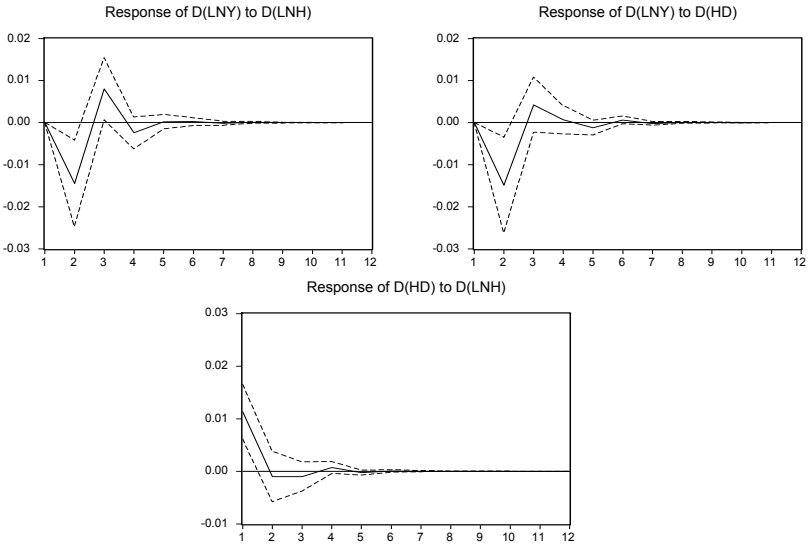 Response of D(LNY) to D(LNH)
0.02
0.01
0.00
-0.01
-0.02
-0.03
1 2 3 4 5 6 7 8 9 10 11 12
Response of D(LNY) to D(HD)
0.02
0.01
0.00
-0.01
-0.02
-0.03
1 2 3 4 5 6 7 8 9 10 11 12
Response of D(HD) to D(LNH)
0.03
0.02
0.01
0.00
-0.01
1 2 3 4 5 6 7 8 9 10 11 12